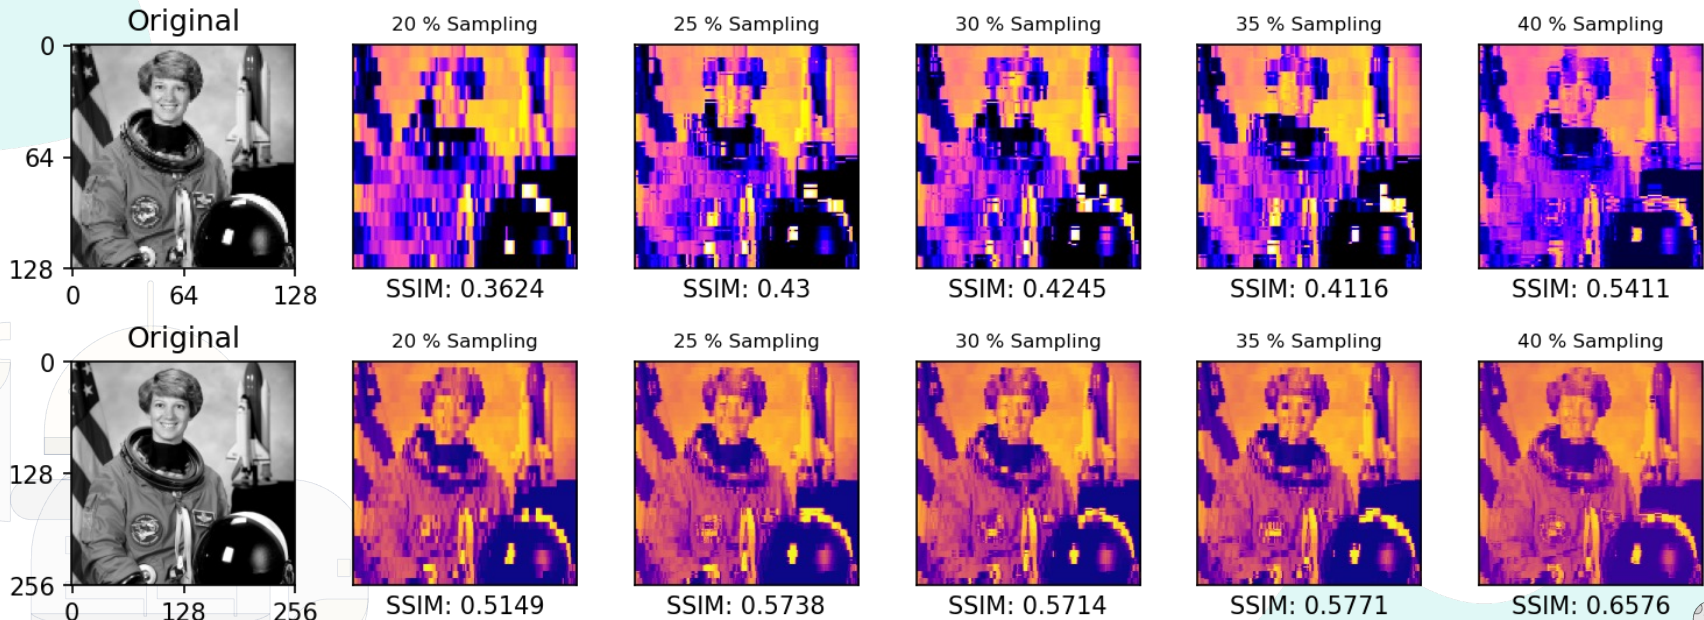 Original 20 % Sampling 25 % Sampling 30 % Sampling 35 % Sampling 40 % Sampling
0
64
128
0 64 128
SSIM: 0.3624 SSIM: 0.43 SSIM: 0.4245 SSIM: 0.4116 SSIM: 0.5411
Original 20 % Sampling 25 % Sampling 30 % Sampling 35 % Sampling 40 % Sampling
0
128
256
0 128 256
SSIM: 0.5149 SSIM: 0.5738 SSIM: 0.5714 SSIM: 0.5771 SSIM: 0.6576